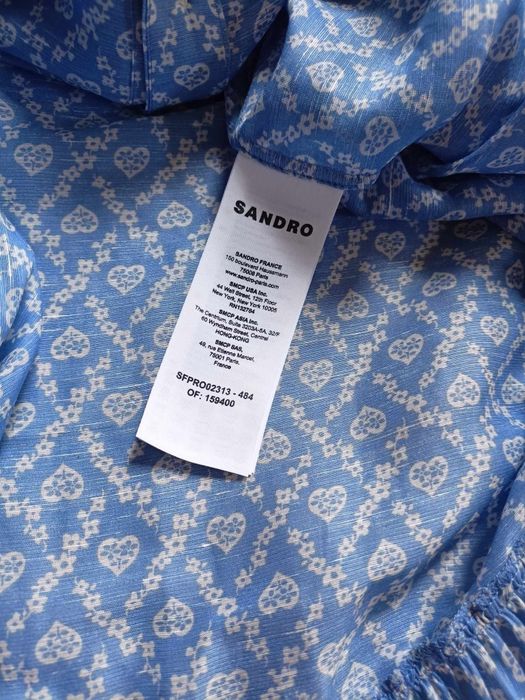 SANDRO
SANDRO FRANCE
150 boulevard Haussmann
75008 Paris
www.sandro-paris.com
SMCP USA Inc.
44 Wall Street, 12th Floor
New York, New York 10005
RN132794
SMCP ASIA Inc.
The Centrium, Suite 3203A-5A, 32/F
60 Wyndham Street, Central
HONG-KONG
SMCP SAS,
49, rue Etienne Marcel,
75001 Paris,
France
SFPRO02313 - 484
OF: 159400